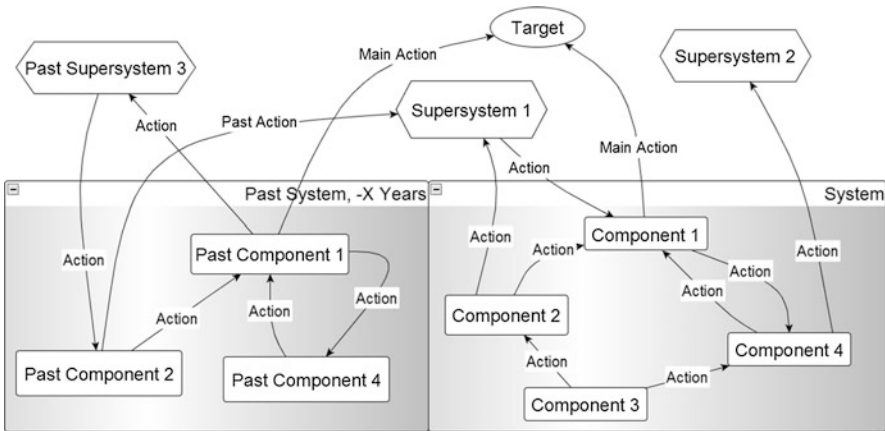 Target
Main Action
Supersystem 2
Past Supersystem 3
Supersystem 1
Past Action
Action
Main Action
Action
Past System, -X Years
System
Component 1
Action
Past Component 1
Action
Action
Action
Action
Action
Action
Component 2
Action
Action
Action
Component 4
Past Component 2
Past Component 4
Action
Action
Component 3